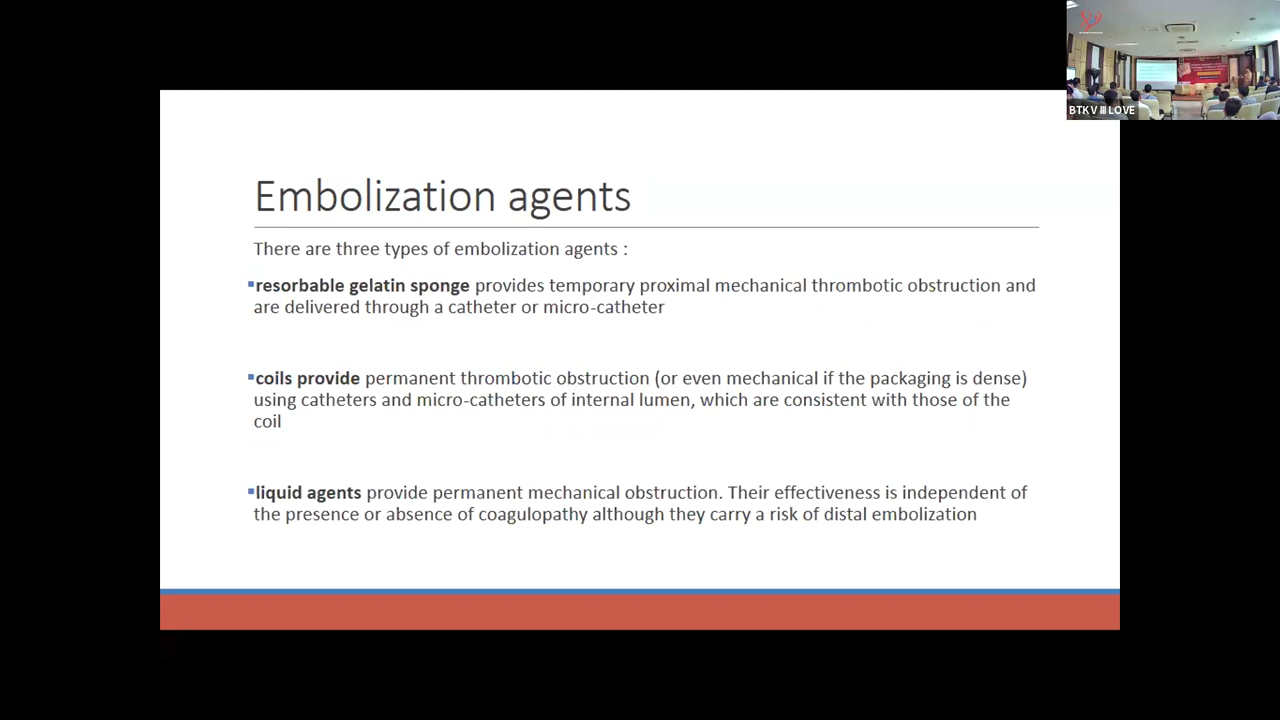 BTKV III LOVE
Embolization agents
There are three types of embolization agents :
▪resorbable gelatin sponge provides temporary proximal mechanical thrombotic obstruction and
are delivered through a catheter or micro-catheter
▪coils provide permanent thrombotic obstruction (or even mechanical if the packaging is dense)
using catheters and micro-catheters of internal lumen, which are consistent with those of the
coil
▪liquid agents provide permanent mechanical obstruction. Their effectiveness is independent of
the presence or absence of coagulopathy although they carry a risk of distal embolization